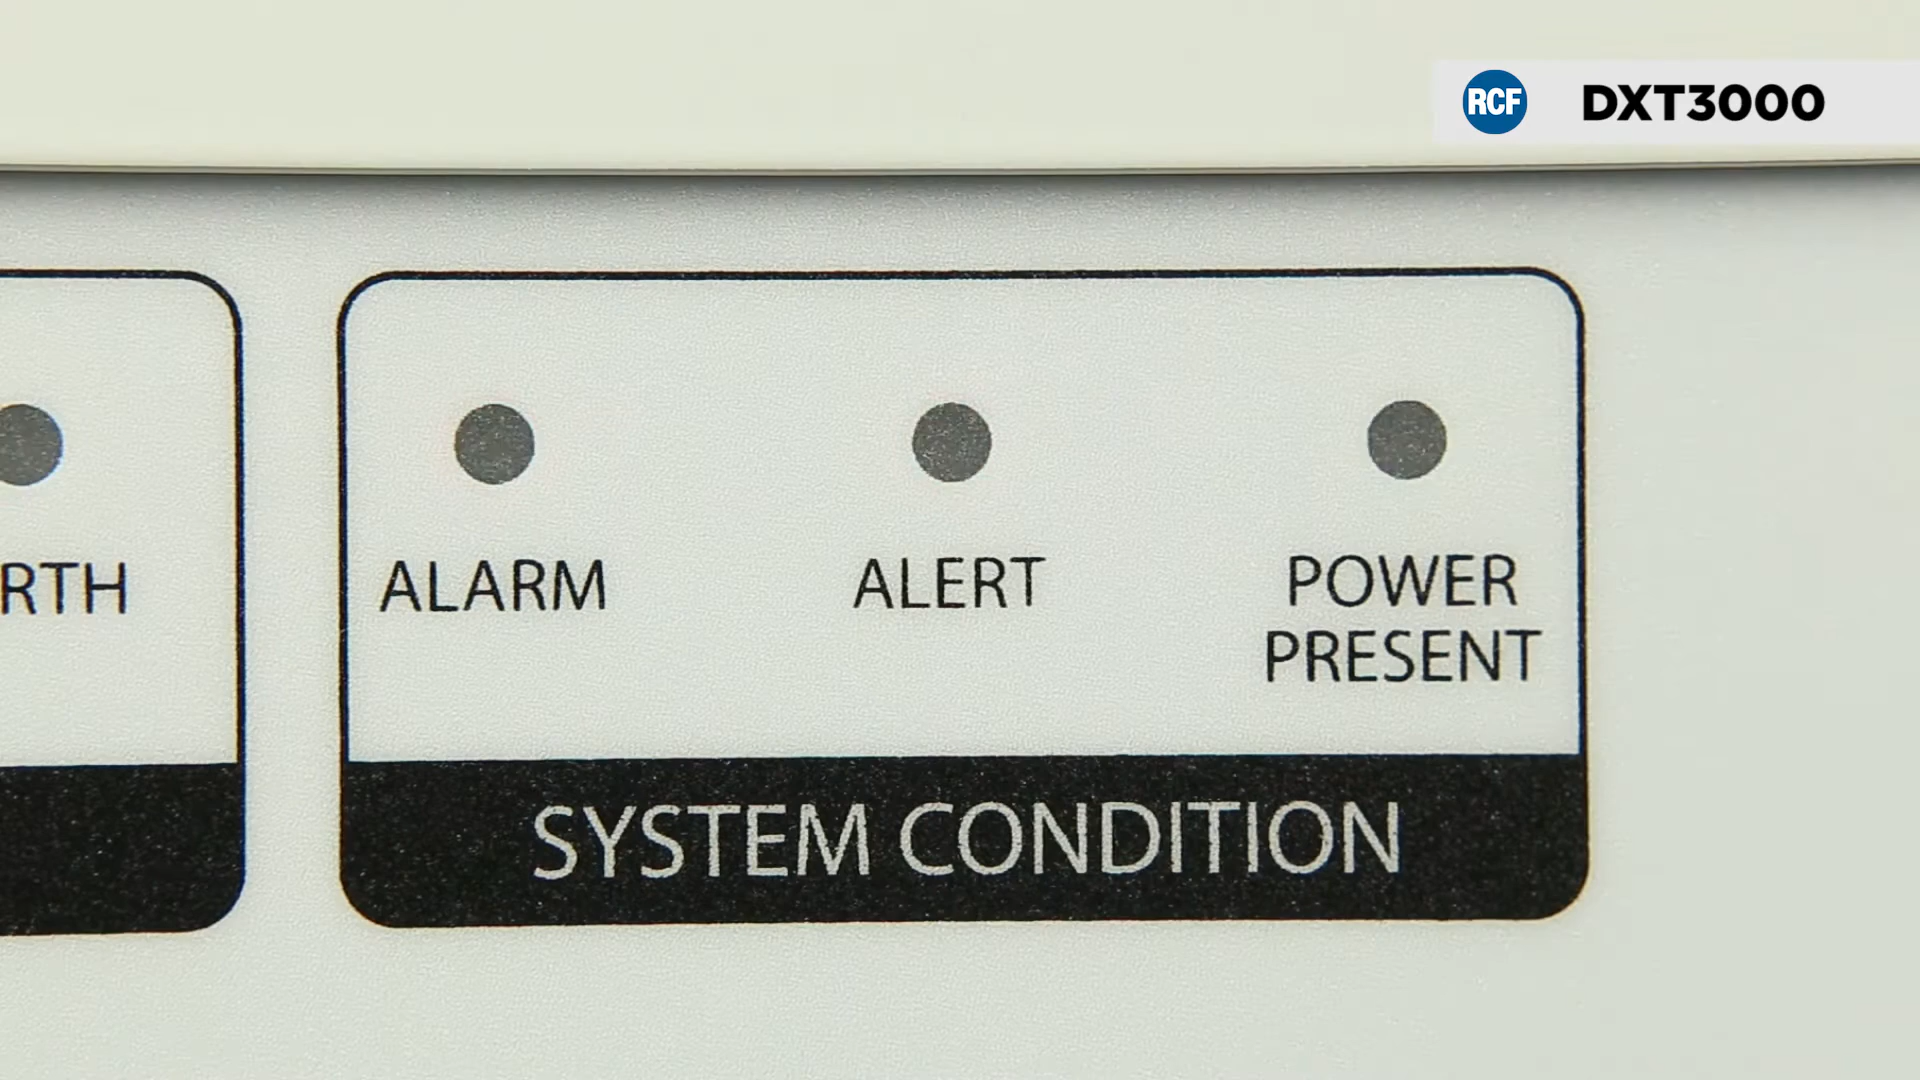 RCF DXT3000
RTH
ALARM
ALERT
POWER
PRESENT
SYSTEM CONDITION